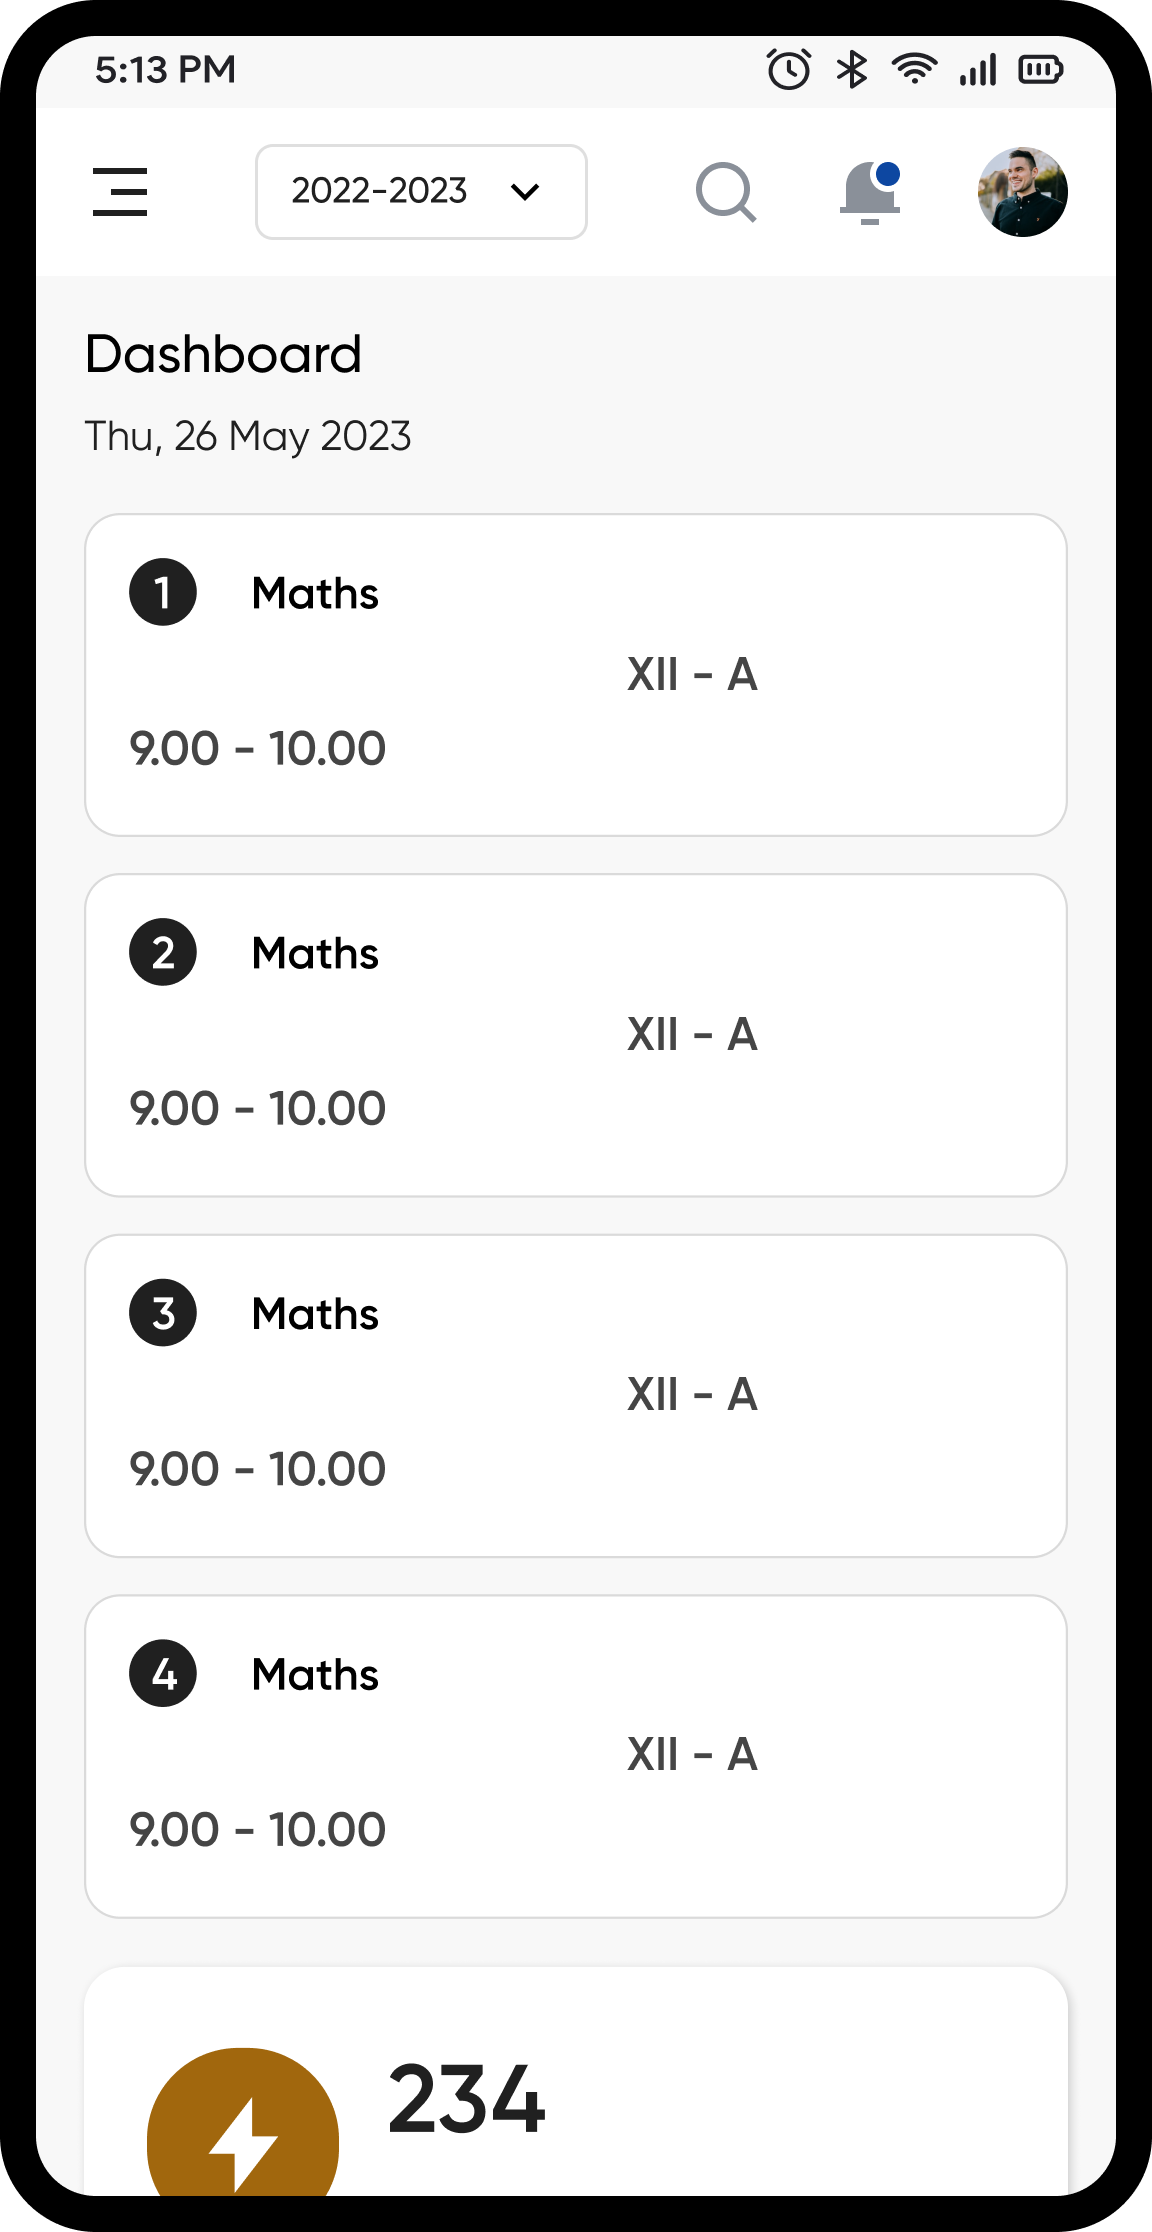 5:13 PM
2022-2023
Dashboard
Thu, 26 May 2023
1 Maths
XII - A
9.00 - 10.00
2 Maths
XII - A
9.00 - 10.00
3 Maths
XII - A
9.00 - 10.00
4 Maths
XII - A
9.00 - 10.00
234